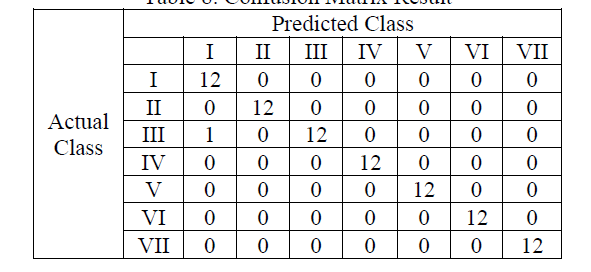 Table 8. Confusion Matrix Result
Predicted Class
I II III IV V VI VII
I 12 0 0 0 0 0 0
II 0 12 0 0 0 0 0
Actual Class
III 1 0 12 0 0 0 0
IV 0 0 0 12 0 0 0
V 0 0 0 0 12 0 0
VI 0 0 0 0 0 12 0
VII 0 0 0 0 0 0 12